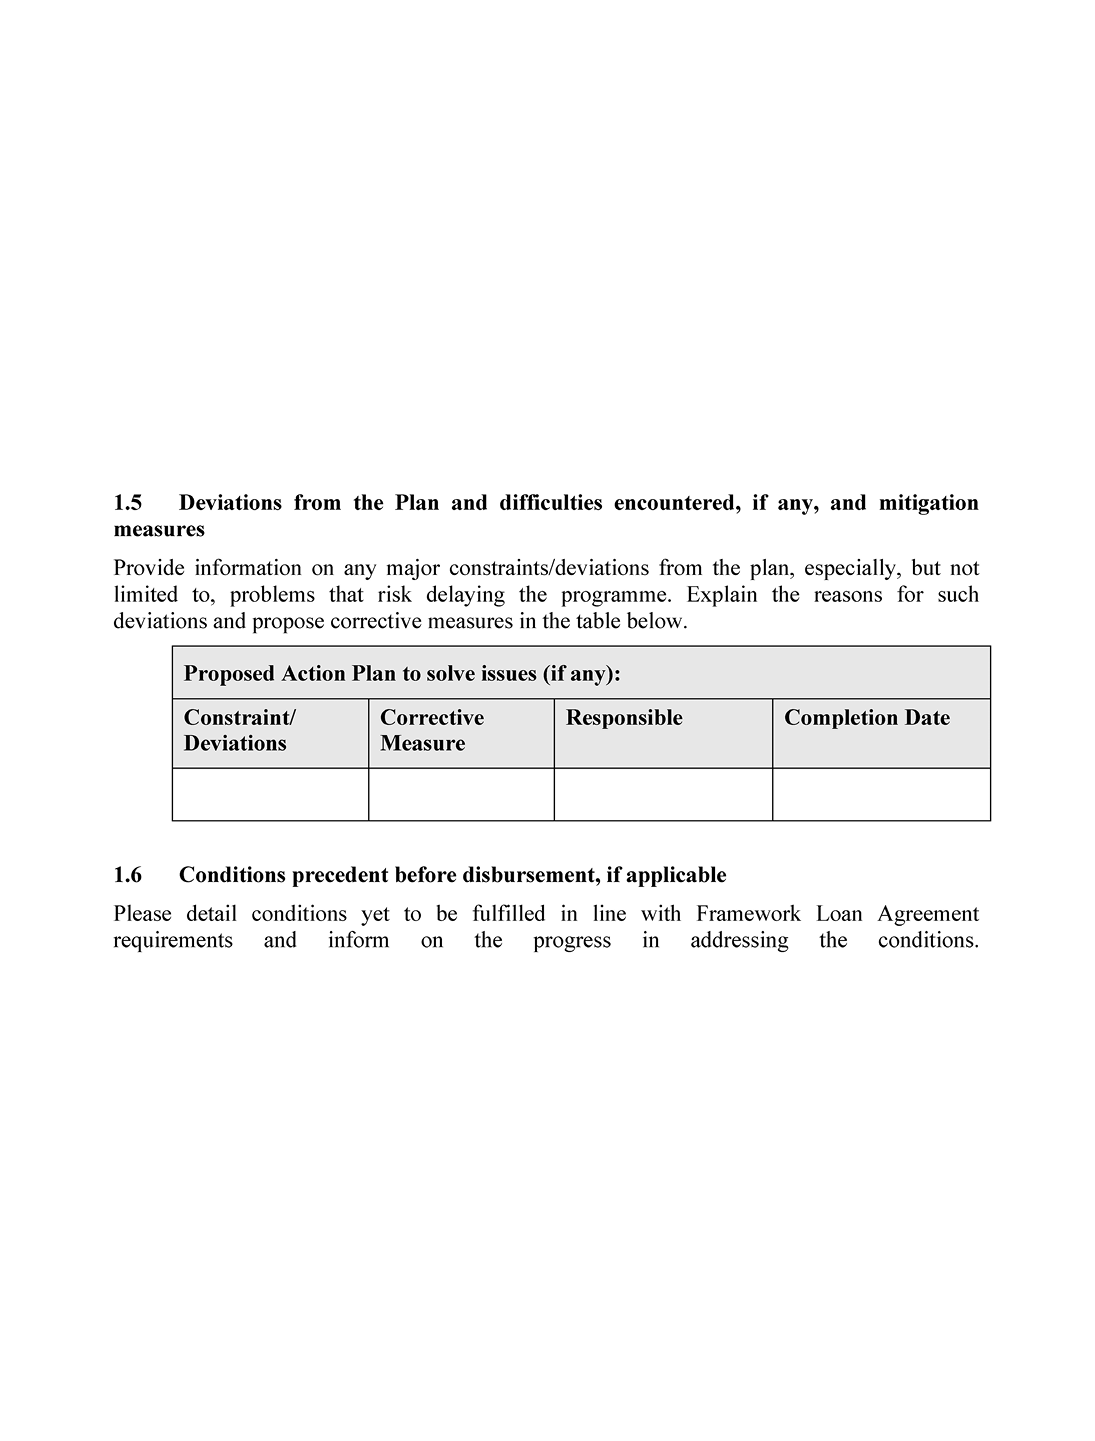 1.5 Deviations from the Plan and difficulties encountered, if any, and mitigation
measures
Provide information on any major constraints/deviations from the plan, especially, but not
limited to, problems that risk delaying the programme. Explain the reasons for such
deviations and propose corrective measures in the table below.
Proposed Action Plan to solve issues (if any):
Constraint/
Deviations
Corrective
Measure
Responsible
Completion Date
1.6 Conditions precedent before disbursement, if applicable
Please detail conditions yet to be fulfilled in line with Framework Loan Agreement
requirements and inform on the progress in addressing the conditions.